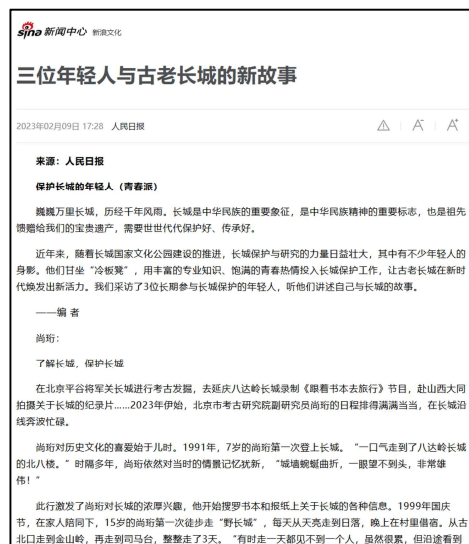 sina 新闻中心 新浪文化
三位年轻人与古老长城的新故事
2023年02月09日 17:28 人民日报
A- A+
来源：人民日报
保护长城的年轻人（青春派）
巍巍万里长城，历经千年风雨。长城是中华民族的重要象征，是中华民族精神的重要标志，也是祖先
馈赠给我们的宝贵遗产，需要世世代代保护好、传承好。
近年来，随着长城国家文化公园建设的推进，长城保护与研究的力量日益壮大，其中有不少年轻人的
身影。他们甘坐“冷板凳”，用丰富的专业知识、饱满的青春热情投入长城保护工作，让古老长城在新时
代焕发出新活力。我们采访了3位长期参与长城保护的年轻人，听他们讲述自己与长城的故事。
——编 者
尚珩：
了解长城，保护长城
在北京平谷将军关长城进行考古发掘，去延庆八达岭长城录制《跟着书本去旅行》节目，赴山西大同
拍摄关于长城的纪录片……2023年伊始，北京市考古研究院副研究员尚珩的日程排得满满当当，在长城沿
线奔波忙碌。
尚珩对历史文化的喜爱始于儿时。1991年，7岁的尚珩第一次登上长城。“一口气走到了八达岭长城
的北八楼。”时隔多年，尚珩依然对当时的情景记忆犹新，“城墙蜿蜒曲折，一眼望不到头，非常雄
伟！”
此行激发了尚珩对长城的浓厚兴趣，他开始搜罗书本和报纸上关于长城的各种信息。1999年国庆
节，在家人陪同下，15岁的尚珩第一次徒步走“野长城”，每天从天亮走到日落，晚上在村里借宿。从古
北口走到金山岭，再走到司马台，整整走了3天。“有时走一天都见不到一个人，虽然很累，但沿途看到